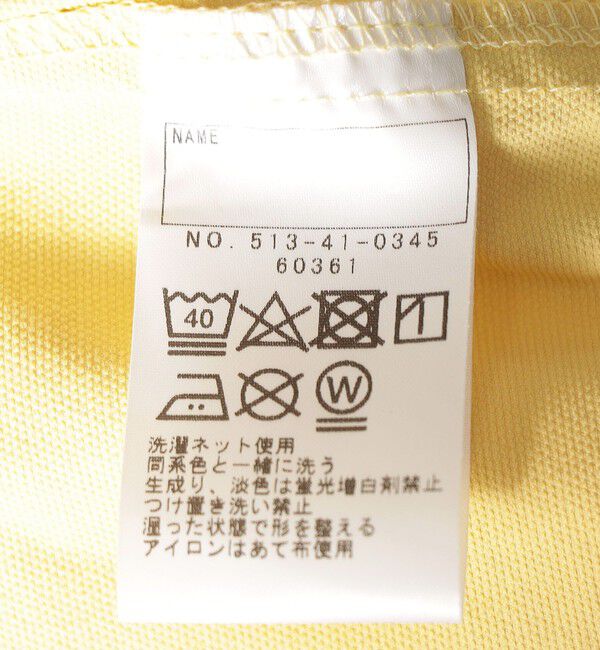 NAME
NO. 513-41-0345
60361
40
W
洗濯ネット使用
同系色と一緒に洗う
生成り、淡色は蛍光増白剤禁止
つけ置き洗い禁止
湿った状態で形を整える
アイロンはあて布使用